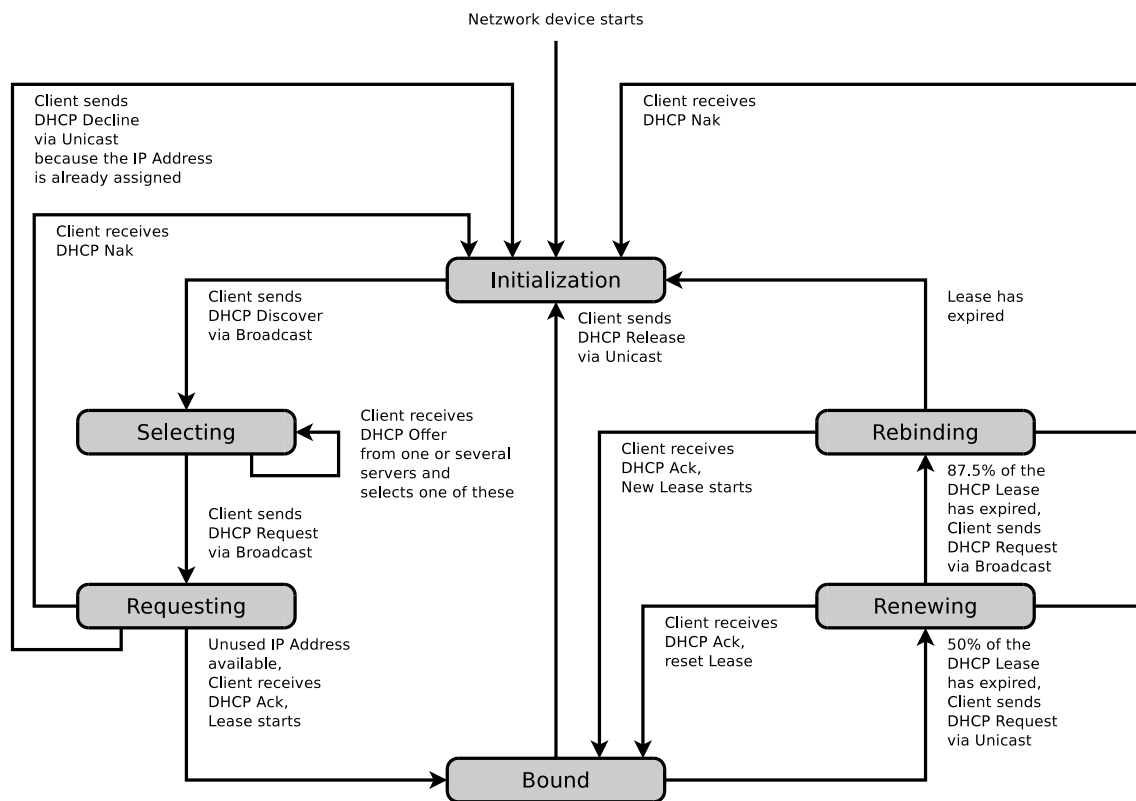 Netzwork device starts
Client sends
DHCP Decline
via Unicast
because the IP Address
is already assigned
Client receives
DHCP Nak
Client receives
DHCP Nak
Initialization
Client sends
DHCP Discover
via Broadcast
Client sends
DHCP Release
via Unicast
Lease has
expired
Selecting
Client receives
DHCP Offer
from one or several
servers and
selects one of these
Rebinding
Client receives
DHCP Ack,
New Lease starts
87.5% of the
DHCP Lease
has expired,
Client sends
DHCP Request
via Broadcast
Client sends
DHCP Request
via Broadcast
Requesting
Renewing
Unused IP Address
available,
Client receives
DHCP Ack,
Lease starts
Client receives
DHCP Ack,
reset Lease
50% of the
DHCP Lease
has expired,
Client sends
DHCP Request
via Unicast
Bound